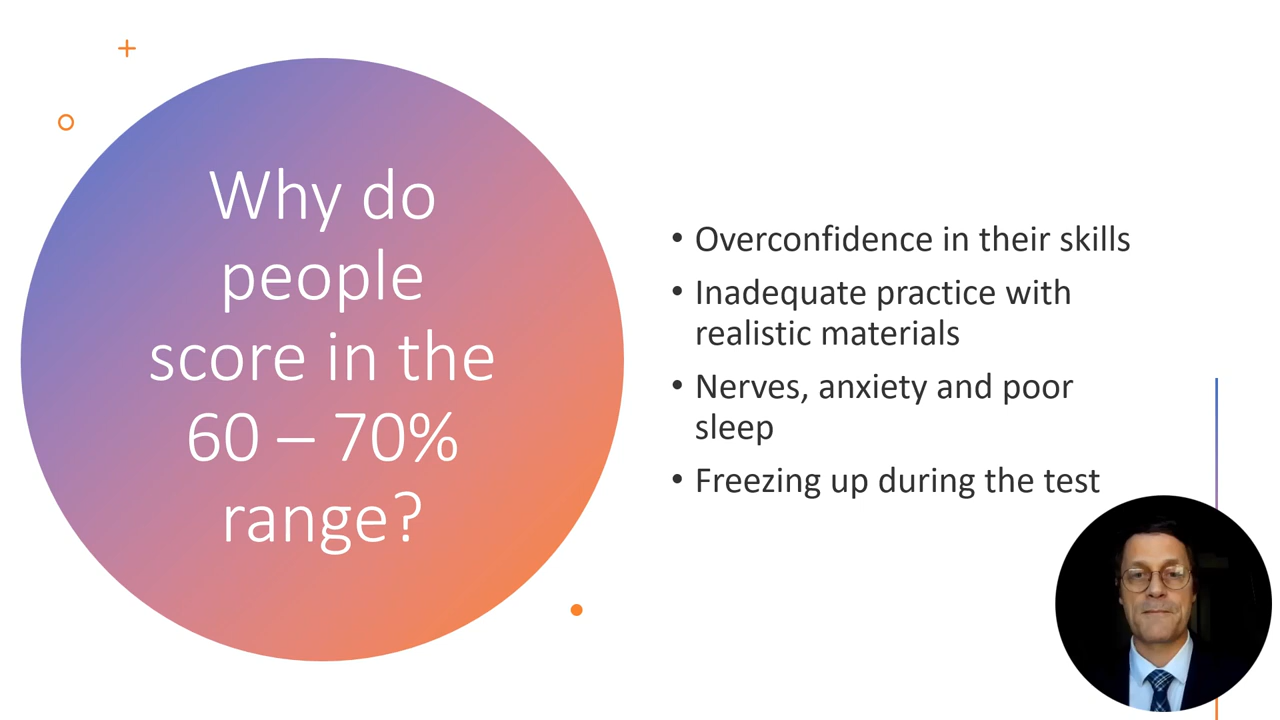 Why do
people
score in the
60 – 70%
range?
• Overconfidence in their skills
• Inadequate practice with
realistic materials
• Nerves, anxiety and poor
sleep
• Freezing up during the test